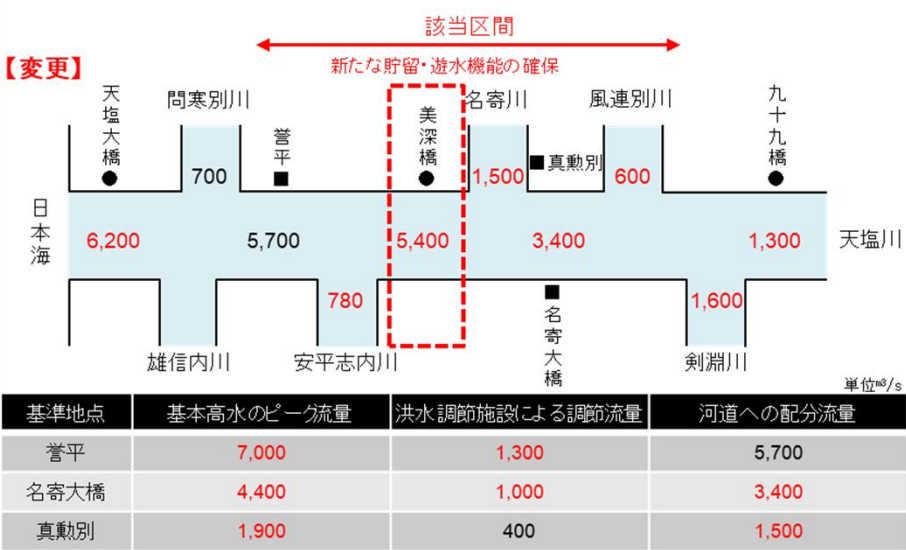 該当区間
新たな貯留・遊水機能の確保
【変更】
天塩大橋
問寒別川
誉平
美深橋
名寄川
真勲別
風連別川
九十九橋
700
1,500
600
日本海
6,200
5,700
5,400
3,400
1,300
天塩川
780
1,600
雄信内川
安平志内川
名寄大橋
剣淵川
単位m³/s
基準地点 基本高水のピーク流量 洪水調節施設による調節流量 河道への配分流量
誉平 7,000 1,300 5,700
名寄大橋 4,400 1,000 3,400
真勲別 1,900 400 1,500